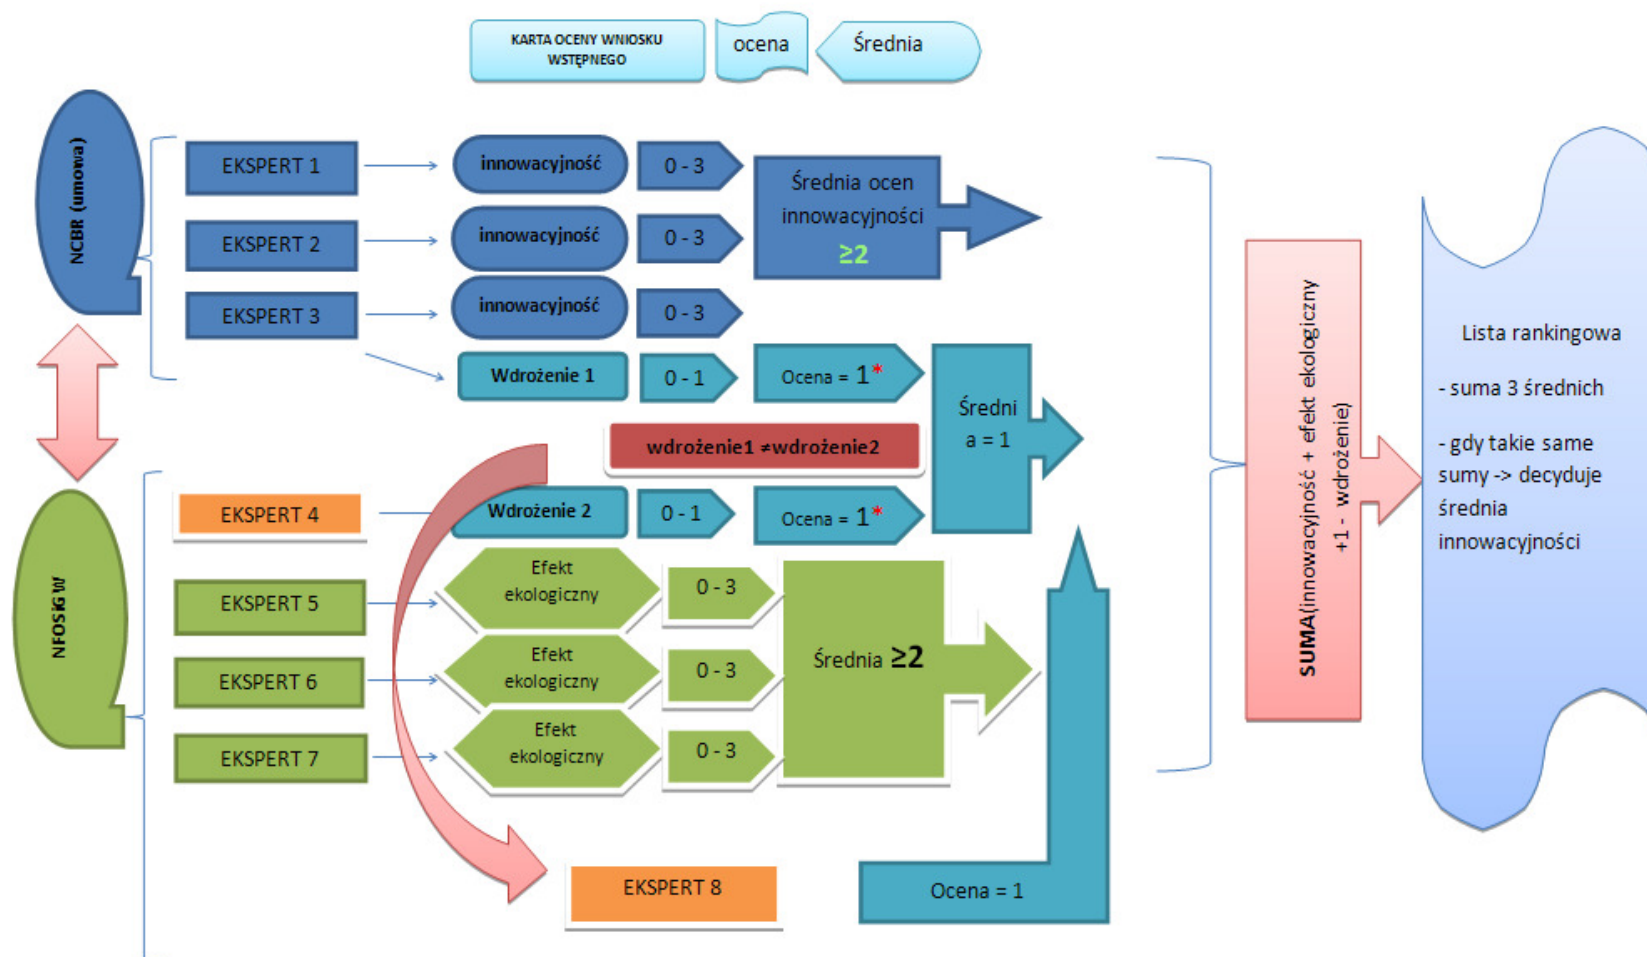 KARTA OCENY WNIOSKU
WSTĘPNEGO
ocena
Średnia
NCBR (umowa)
EKSPERT 1
innowacyjność
0 - 3
EKSPERT 2
innowacyjność
0 - 3
EKSPERT 3
innowacyjność
0 - 3
Średnia ocen
innowacyjności
≥2
Wdrożenie 1
0 - 1
Ocena = 1*
wdrożenie1 ≠wdrożenie2
Średni
a = 1
NFOSiGW
EKSPERT 4
Wdrożenie 2
0 - 1
Ocena = 1*
EKSPERT 5
Efekt
ekologiczny
0 - 3
EKSPERT 6
Efekt
ekologiczny
0 - 3
EKSPERT 7
Efekt
ekologiczny
0 - 3
Średnia ≥2
EKSPERT 8
Ocena = 1
SUMA(innowacyjność + efekt ekologiczny
+1 - wdrożenie)
Lista rankingowa
- suma 3 średnich
- gdy takie same
sumy -> decyduje
średnia
innowacyjności